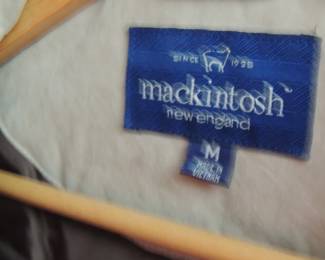 SINCE 1998
mackintosh
new england
M
MADE IN
VIETNAM